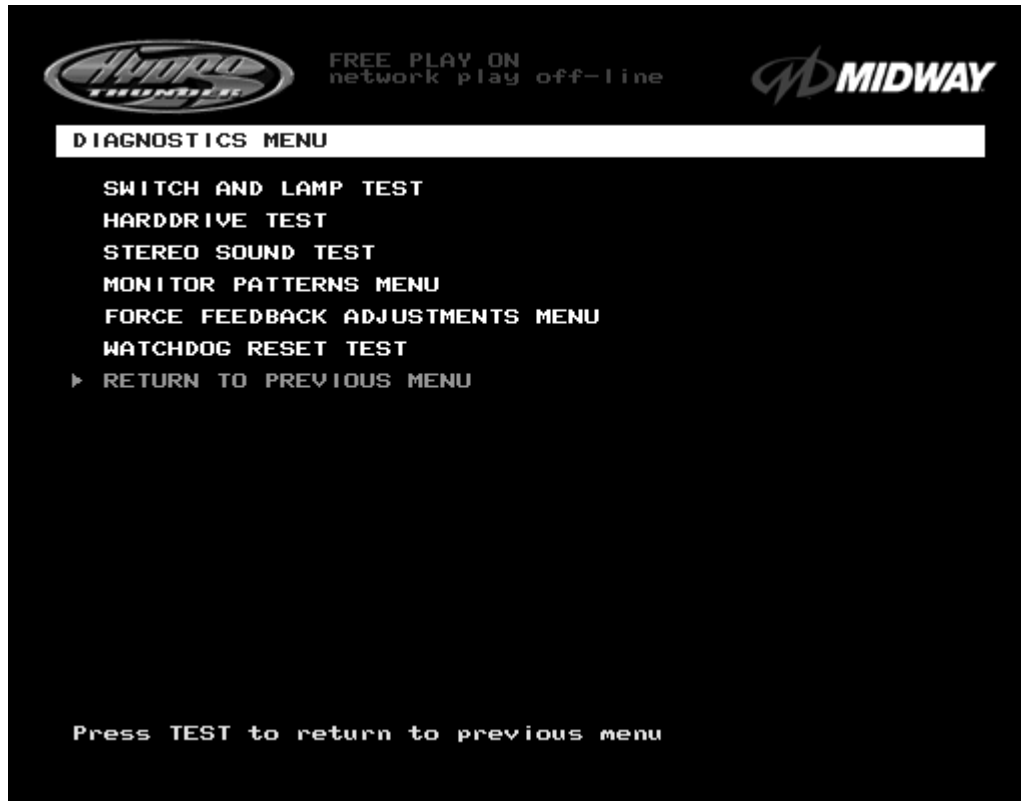 HYDRO
THUNDER
FREE PLAY ON
network play off-line
MIDWAY
DIAGNOSTICS MENU
SWITCH AND LAMP TEST
HARDDRIVE TEST
STEREO SOUND TEST
MONITOR PATTERNS MENU
FORCE FEEDBACK ADJUSTMENTS MENU
WATCHDOG RESET TEST
RETURN TO PREVIOUS MENU
Press TEST to return to previous menu